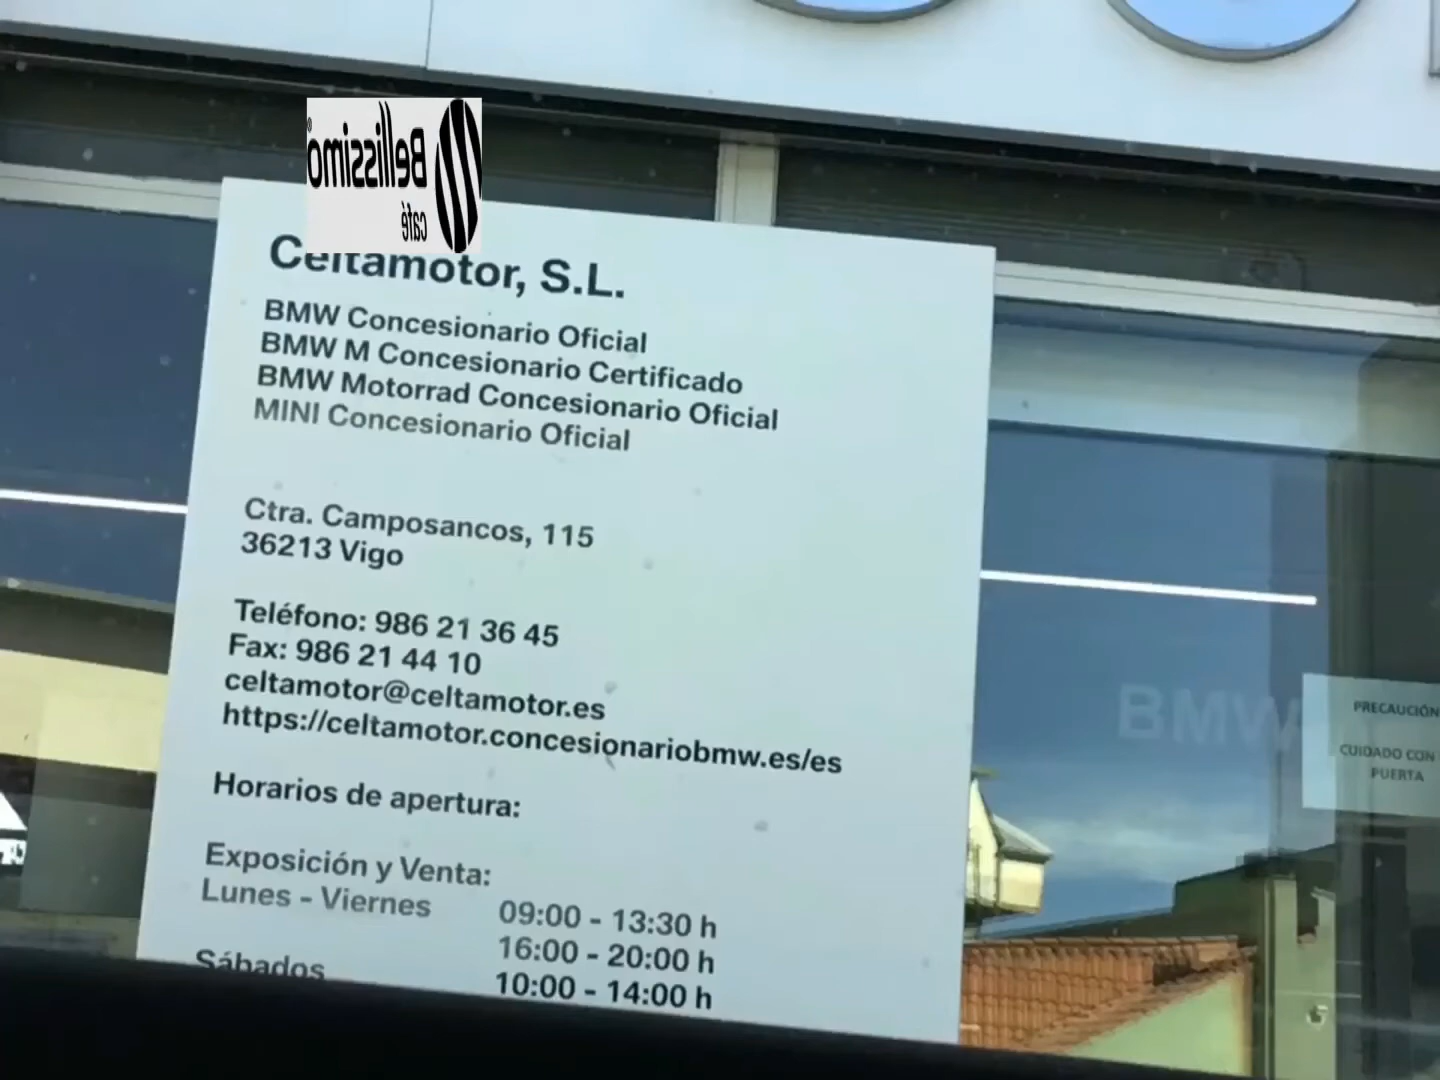 Bellissimo
café
Celtamotor, S.L.
BMW Concesionario Oficial
BMW M Concesionario Certificado
BMW Motorrad Concesionario Oficial
MINI Concesionario Oficial
Ctra. Camposancos, 115
36213 Vigo
Teléfono: 986 21 36 45
Fax: 986 21 44 10
celtamotor@celtamotor.es
https://celtamotor.concesionariobmw.es/es
Horarios de apertura:
Exposición y Venta:
Lunes - Viernes 09:00 - 13:30 h
16:00 - 20:00 h
Sábados 10:00 - 14:00 h
BMW
PRECAUCIÓN
CUIDADO CON
PUERTA